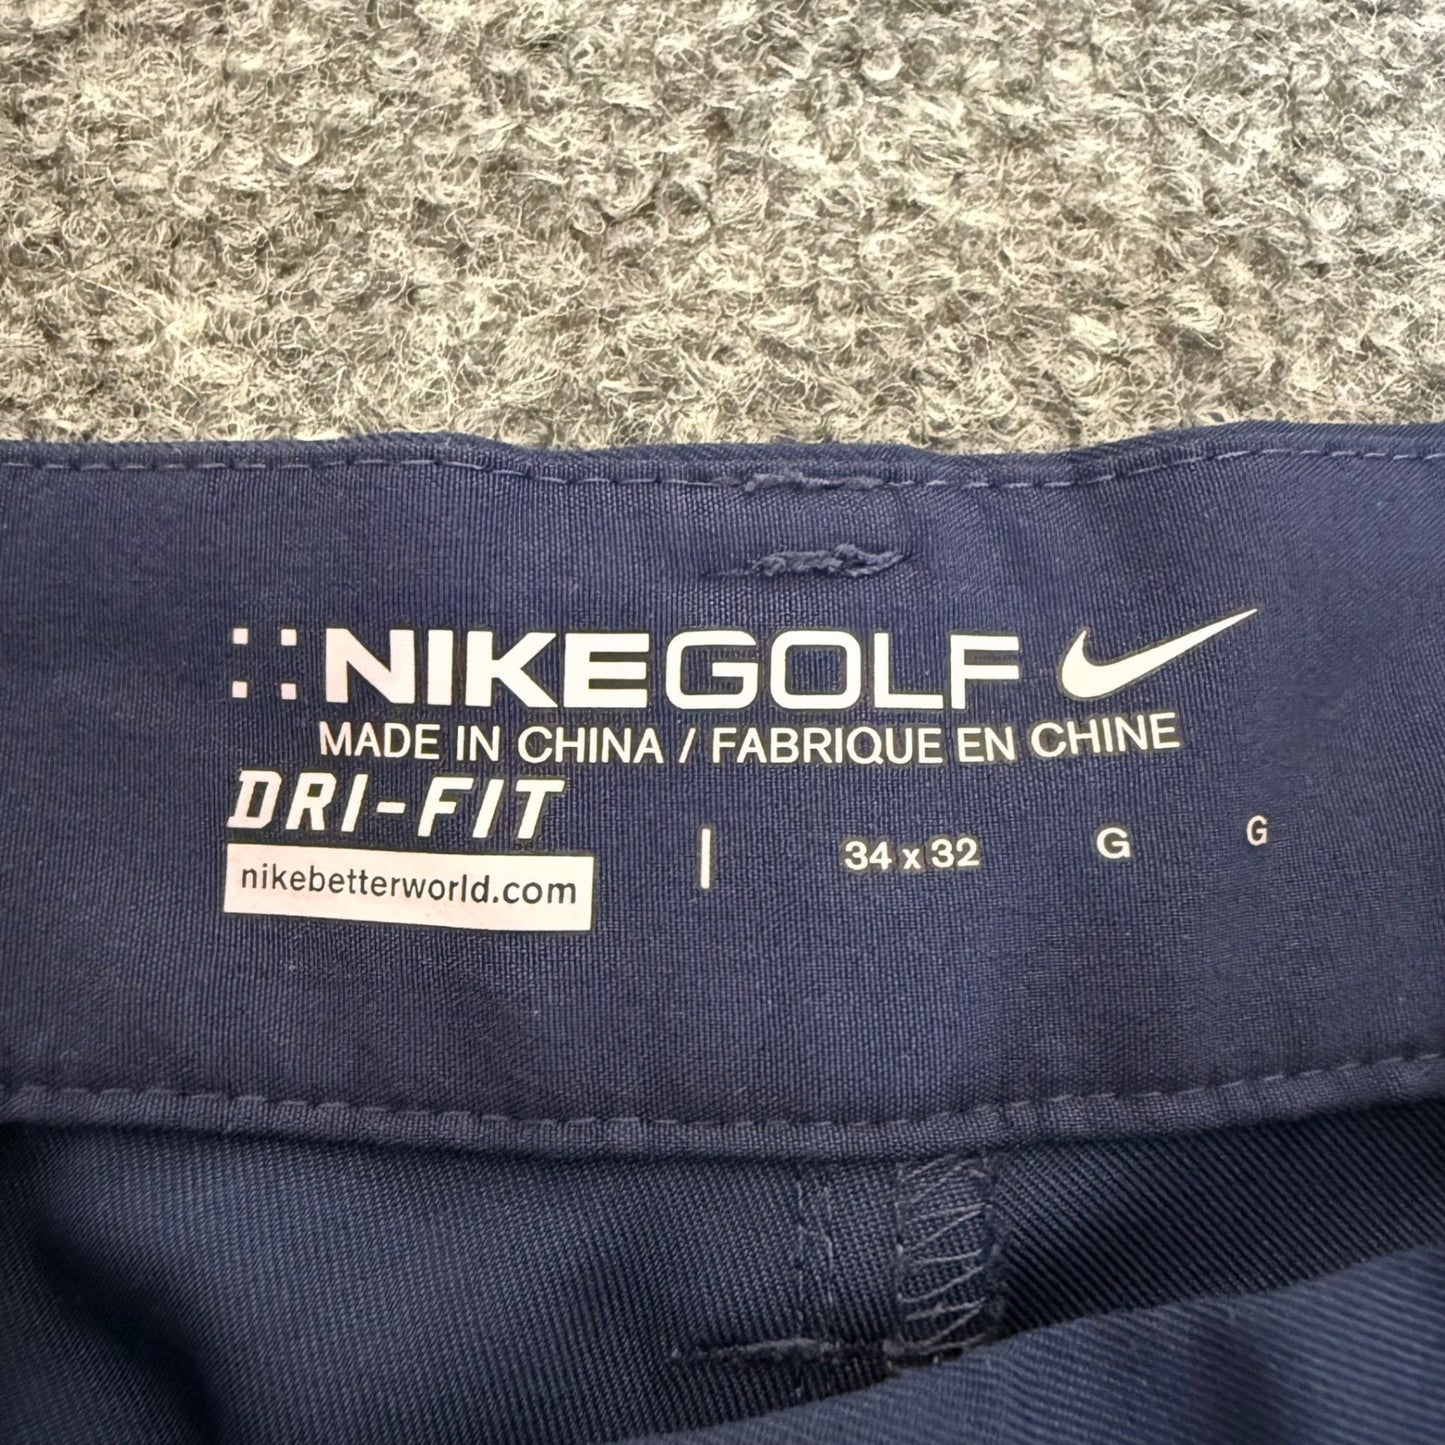 NIKEGOLF
MADE IN CHINA / FABRIQUE EN CHINE
DRI-FIT
nikebetterworld.com
34 x 32 G G